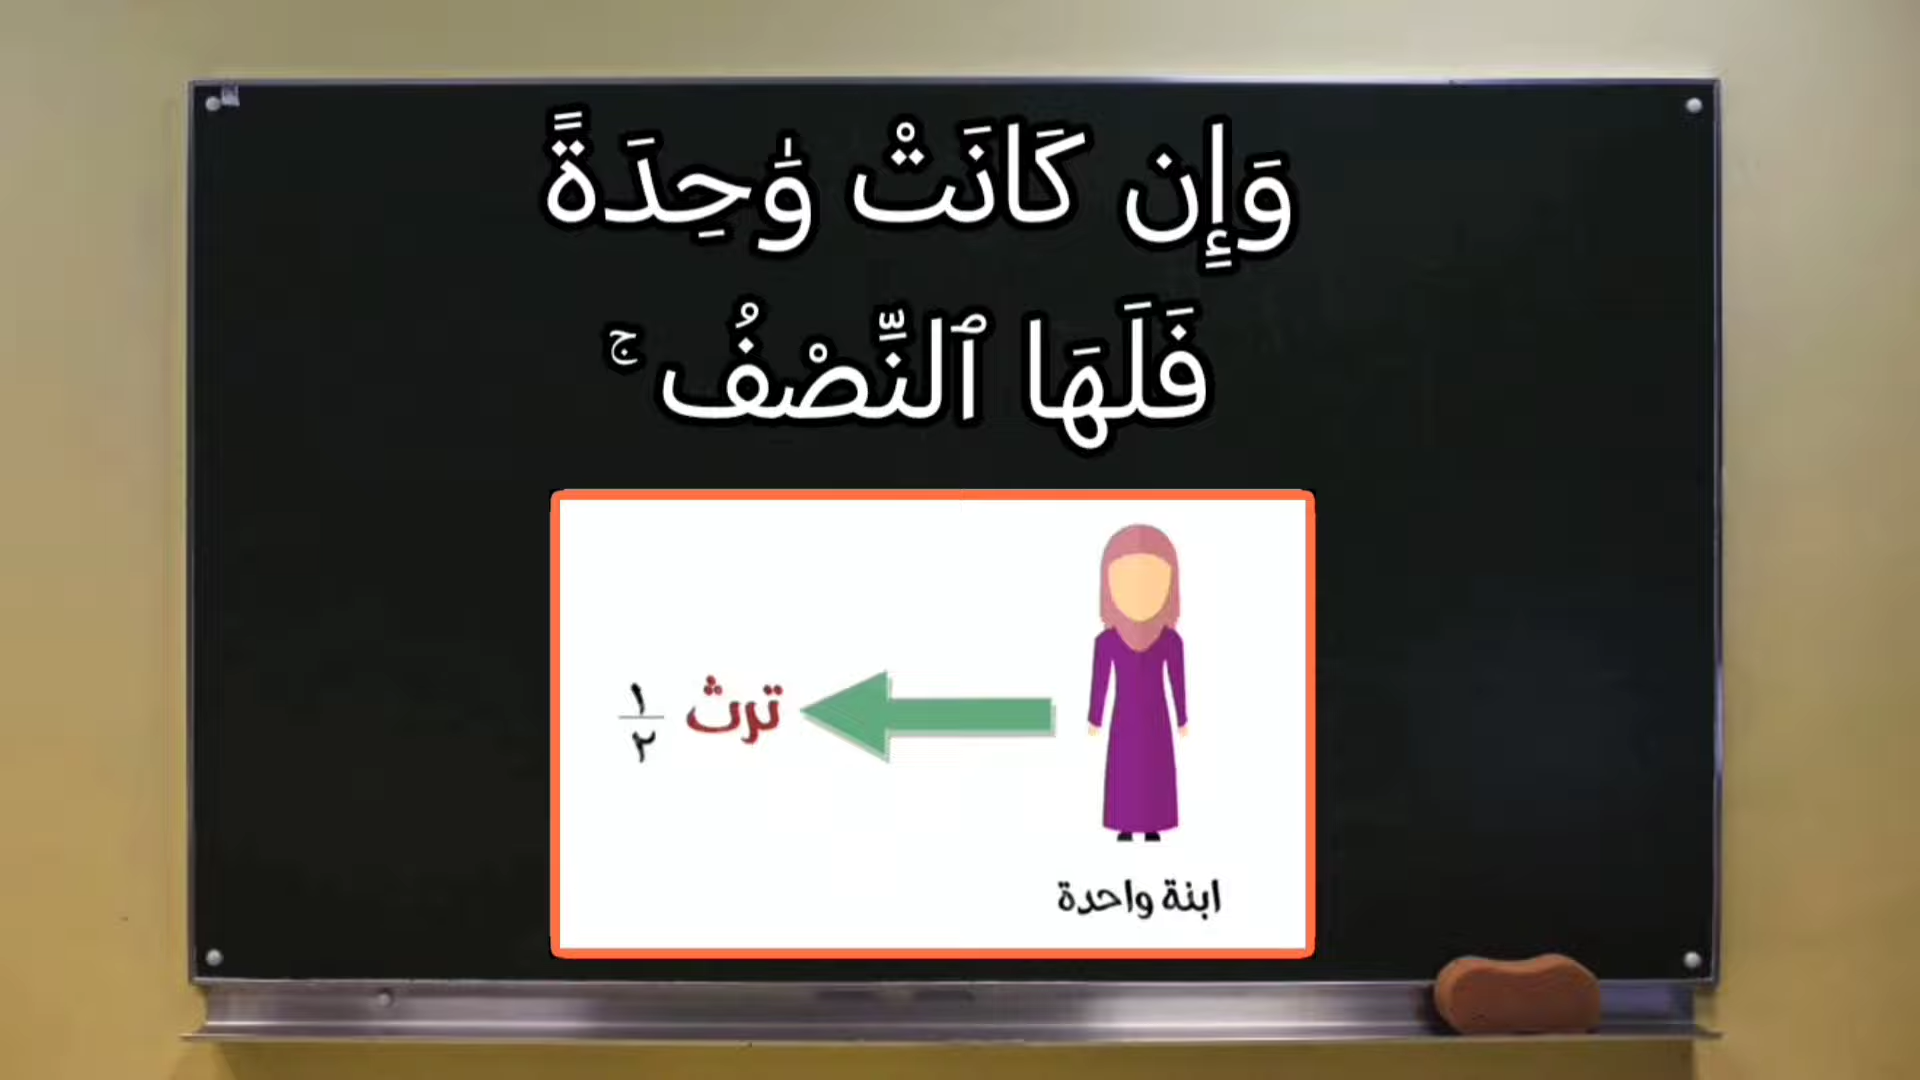 وَإِن كَانَتْ وَٰحِدَةً
فَلَهَا ٱلنِّصْفُ ۚ
ترث ١/٢
ابنة واحدة